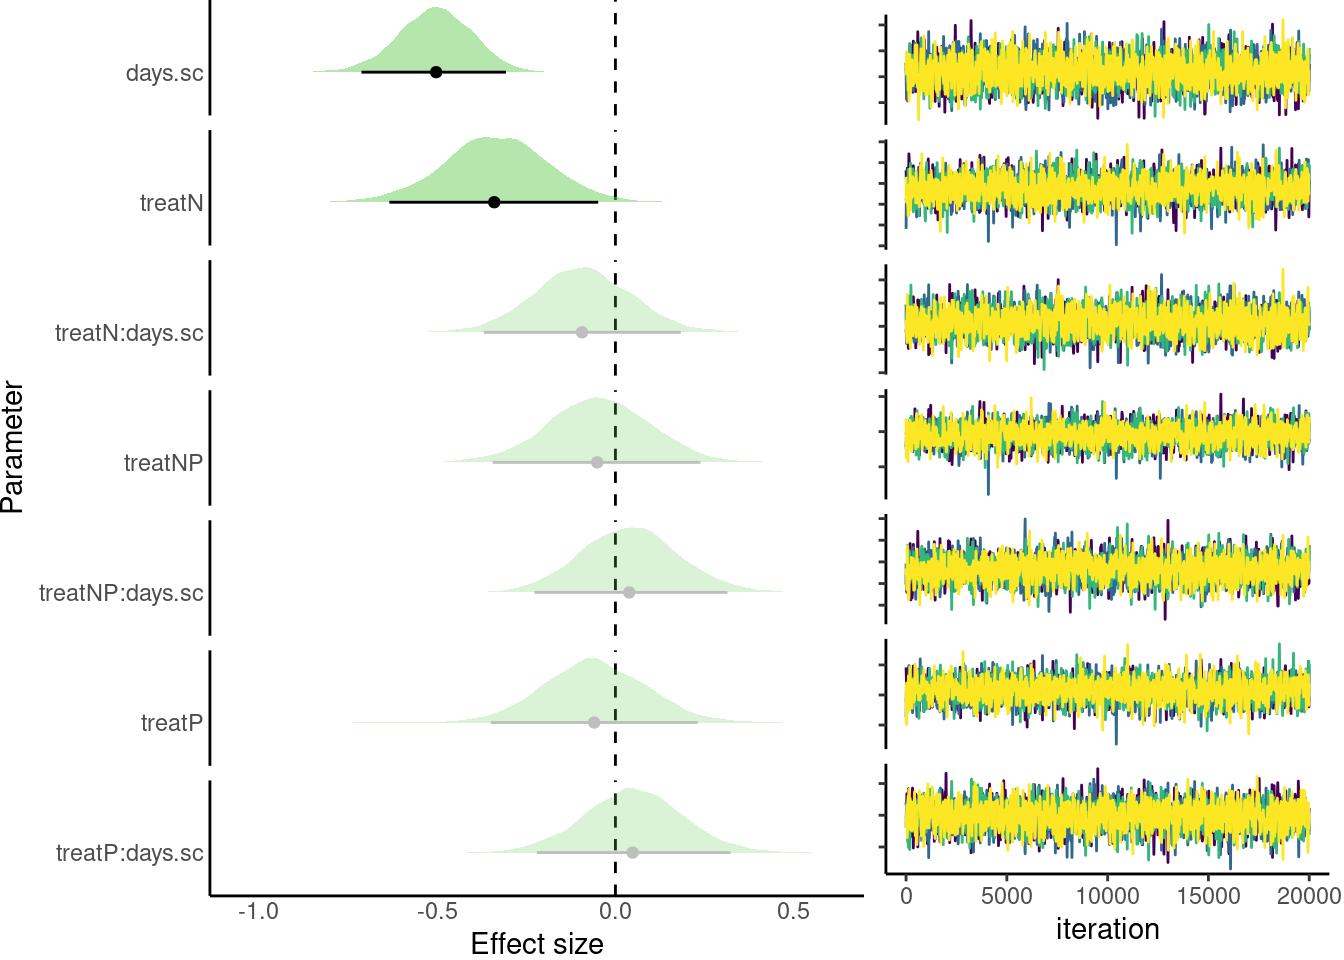 days.sc
treatN
treatN:days.sc
treatNP
treatNP:days.sc
treatP
treatP:days.sc
Parameter
-1.0 -0.5 0.0 0.5
Effect size
0 5000 10000 15000 20000
iteration